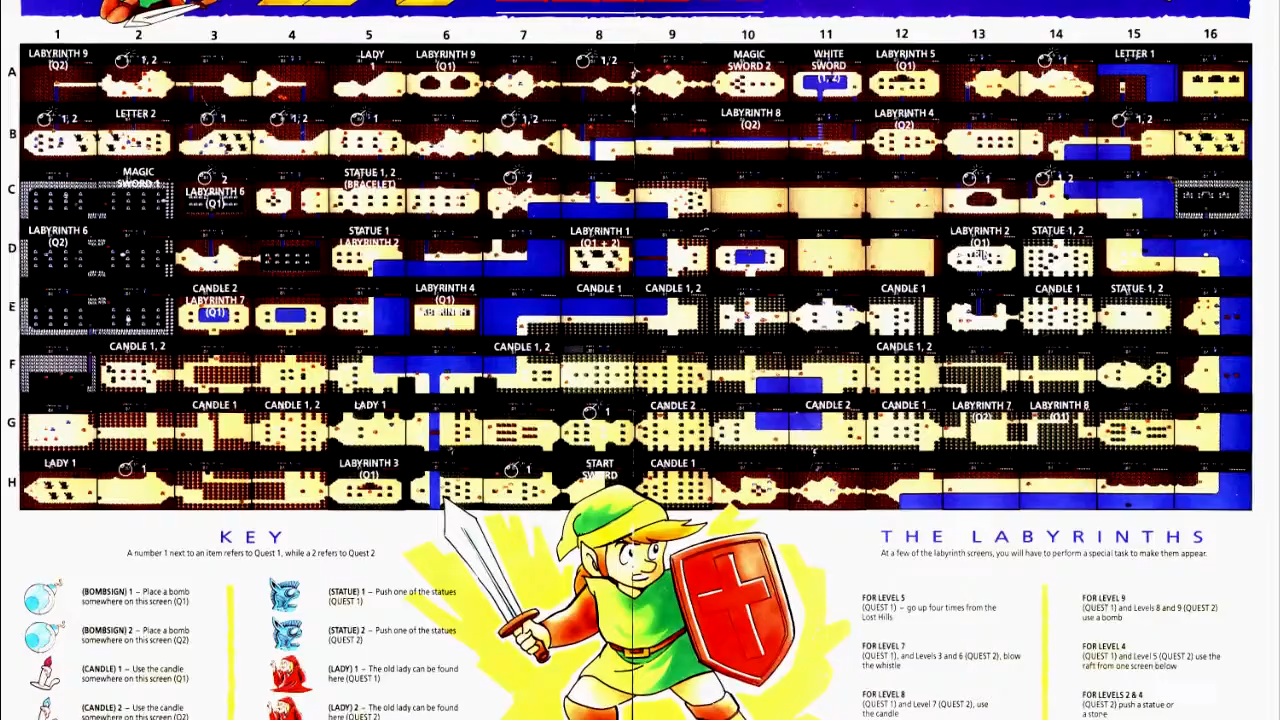 1 2 3 4 5 6 7 8 9 10 11 12 13 14 15 16
A
LABYRINTH 9
(Q2)
1, 2
LADY
1
LABYRINTH 9
(Q1)
1, 2
MAGIC
SWORD 2
WHITE
SWORD
(1, 2)
LABYRINTH 5
(Q1)
1
LETTER 1
B
1, 2
LETTER 2
1
1, 2
1
1, 2
LABYRINTH 8
(Q2)
LABYRINTH 4
(Q2)
1, 2
C
MAGIC
SWORD 1
2
LABYRINTH 6
(Q1)
STATUE 1, 2
(BRACELET)
2
1
1, 2
D
LABYRINTH 6
(Q2)
STATUE 1
LABYRINTH 2
LABYRINTH 1
(Q1 + 2)
LABYRINTH 2
(Q1)
STATUE 1, 2
E
CANDLE 2
LABYRINTH 7
(Q1)
LABYRINTH 4
(Q1)
CANDLE 1
CANDLE 1, 2
CANDLE 1
CANDLE 1
STATUE 1, 2
F
CANDLE 1, 2
CANDLE 1, 2
CANDLE 1, 2
G
CANDLE 1
CANDLE 1, 2
LADY 1
1
CANDLE 2
CANDLE 2
CANDLE 1
LABYRINTH 7
(Q2)
LABYRINTH 8
(Q1)
H
LADY 1
1
LABYRINTH 3
(Q1)
1
START
SWORD
CANDLE 1
KEY
A number 1 next to an item refers to Quest 1, while a 2 refers to Quest 2
(BOMBSIGN) 1 – Place a bomb
somewhere on this screen (Q1)
(BOMBSIGN) 2 – Place a bomb
somewhere on this screen (Q2)
(CANDLE) 1 – Use the candle
somewhere on this screen (Q1)
(CANDLE) 2 – Use the candle
somewhere on this screen (Q2)
(STATUE) 1 – Push one of the statues
(QUEST 1)
(STATUE) 2 – Push one of the statues
(QUEST 2)
(LADY) 1 – The old lady can be found
here (QUEST 1)
(LADY) 2 – The old lady can be found
here (QUEST 2)
THE LABYRINTHS
At a few of the labyrinth screens, you will have to perform a special task to make them appear.
FOR LEVEL 5
(QUEST 1) – go up four times from the
Lost Hills
FOR LEVEL 7
(QUEST 1), and Levels 3 and 6 (QUEST 2), blow
the whistle
FOR LEVEL 8
(QUEST 1) and Level 7 (QUEST 2), use
the candle
FOR LEVEL 9
(QUEST 1) and Levels 8 and 9 (QUEST 2)
use a bomb
FOR LEVEL 4
(QUEST 1) and Level 5 (QUEST 2) use the
raft from one screen below
FOR LEVELS 2 & 4
(QUEST 2) push a statue or
a stone